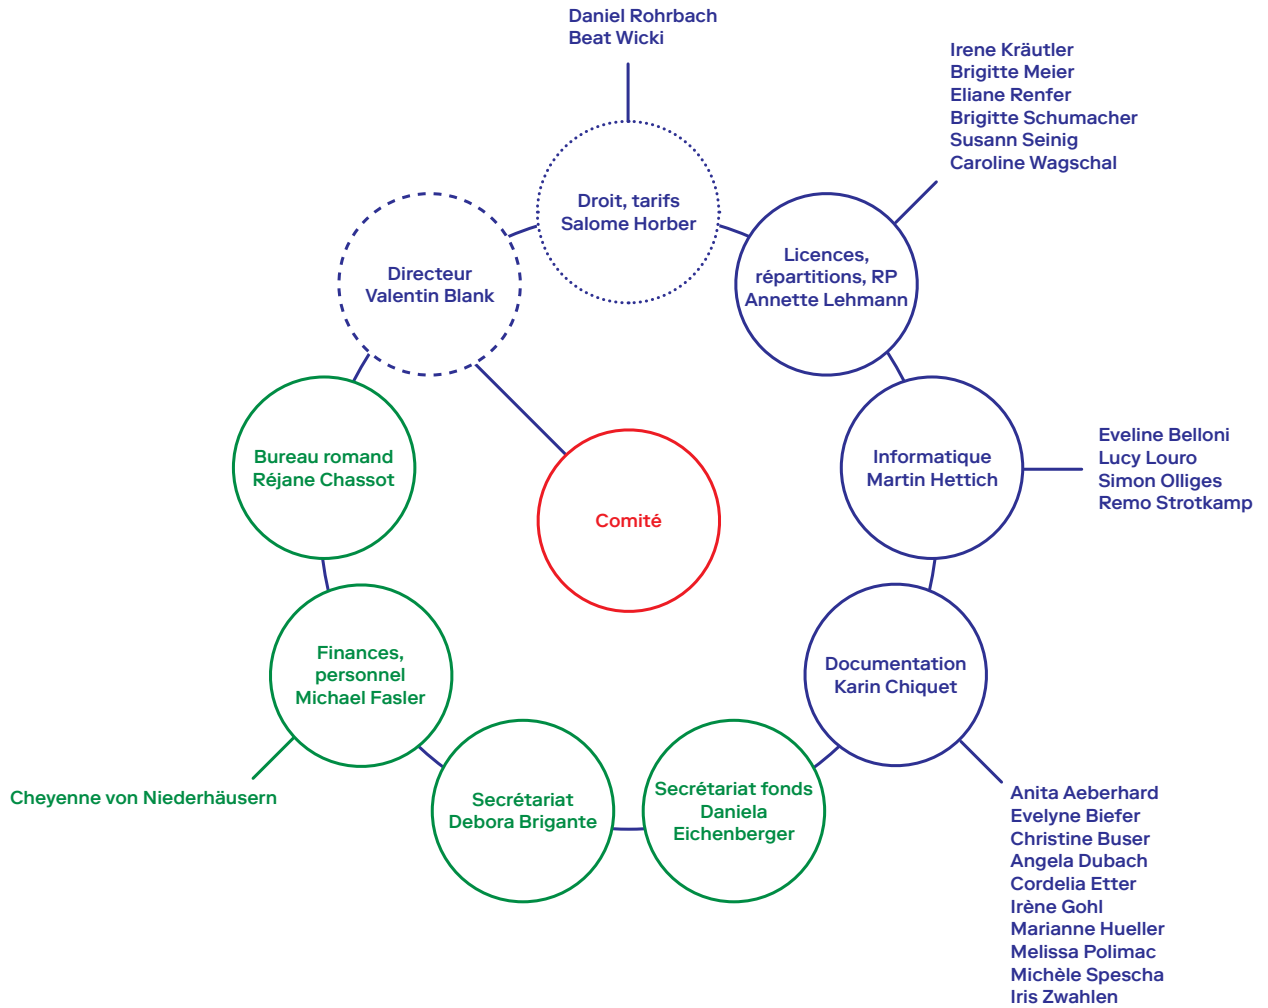 Daniel Rohrbach
Beat Wicki
Irene Kräutler
Brigitte Meier
Eliane Renfer
Brigitte Schumacher
Susann Seinig
Caroline Wagschal
Droit, tarifs
Salome Horber
Directeur
Valentin Blank
Licences,
répartitions, RP
Annette Lehmann
Bureau romand
Réjane Chassot
Informatique
Martin Hettich
Eveline Belloni
Lucy Louro
Simon Olliges
Remo Strotkamp
Comité
Finances,
personnel
Michael Fasler
Documentation
Karin Chiquet
Cheyenne von Niederhäusern
Secrétariat
Debora Brigante
Secrétariat fonds
Daniela
Eichenberger
Anita Aeberhard
Evelyne Biefer
Christine Buser
Angela Dubach
Cordelia Etter
Irène Gohl
Marianne Hueller
Melissa Polimac
Michèle Spescha
Iris Zwahlen